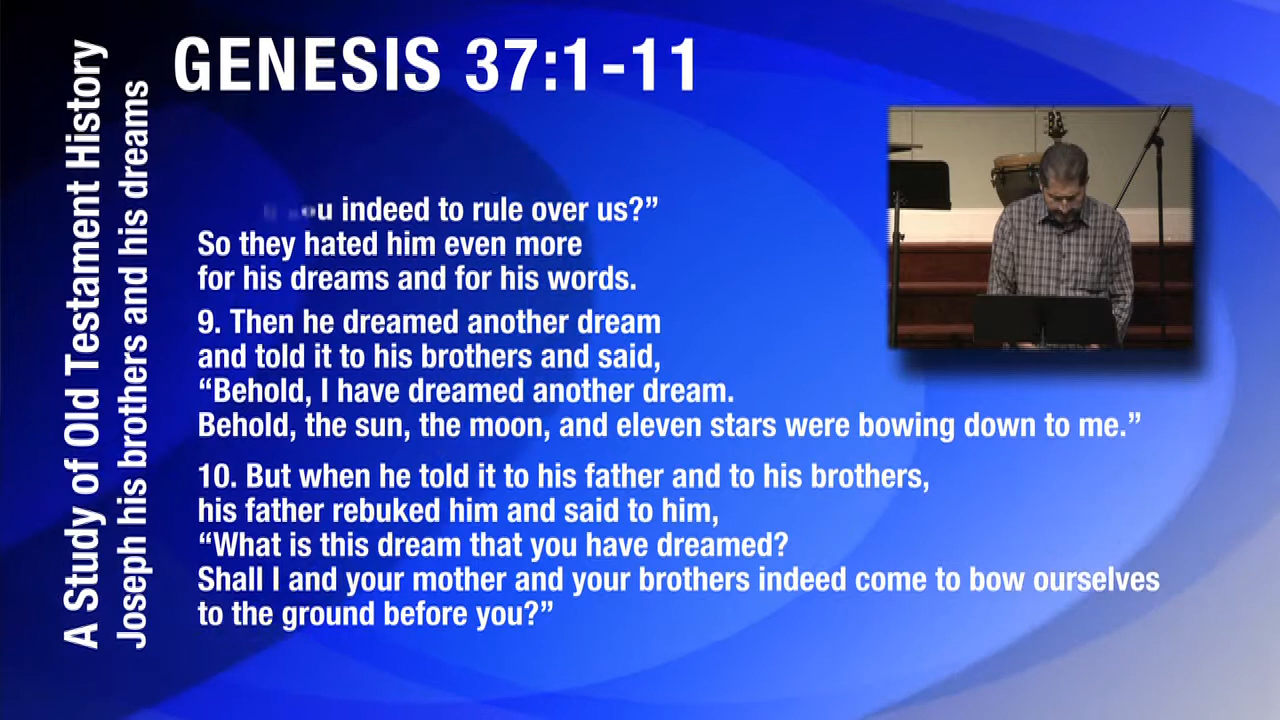 GENESIS 37:1-11
A Study of Old Testament History
Joseph his brothers and his dreams
indeed to rule over us?”
So they hated him even more
for his dreams and for his words.
9. Then he dreamed another dream
and told it to his brothers and said,
“Behold, I have dreamed another dream.
Behold, the sun, the moon, and eleven stars were bowing down to me.”
10. But when he told it to his father and to his brothers,
his father rebuked him and said to him,
“What is this dream that you have dreamed?
Shall I and your mother and your brothers indeed come to bow ourselves
to the ground before you?”